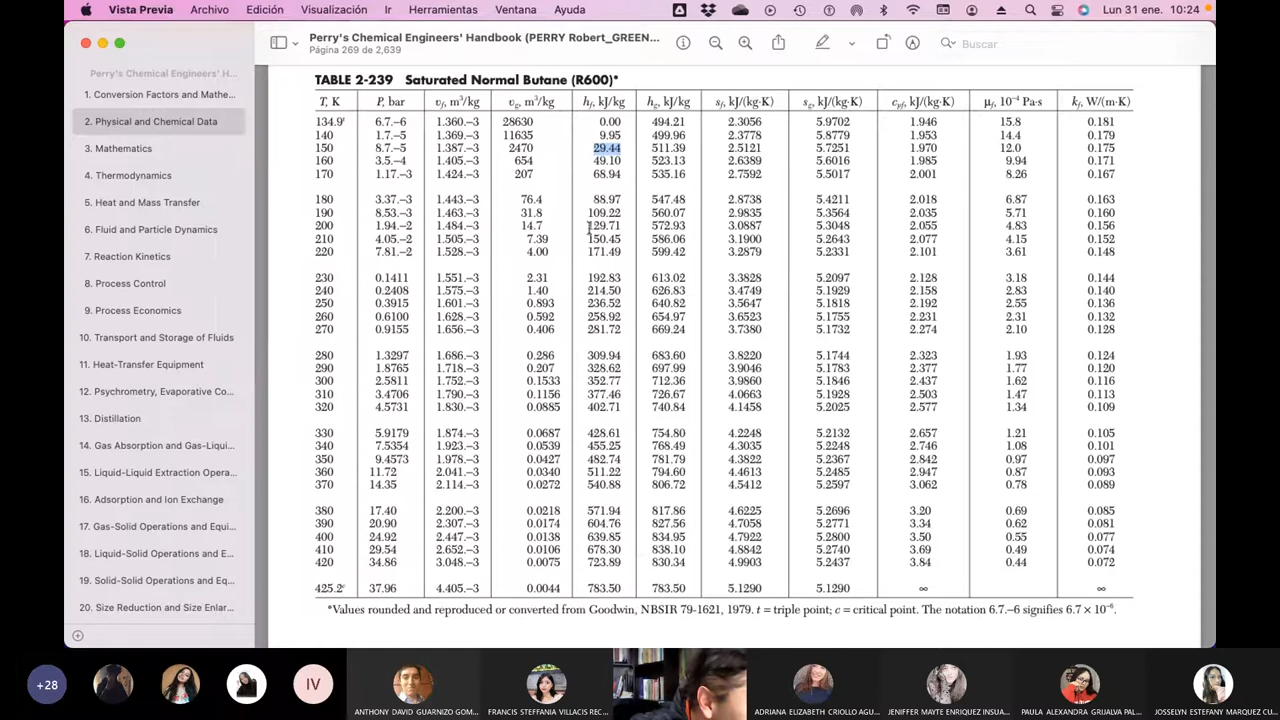 Vista Previa Archivo Edición Visualización Ir Herramientas Ventana Ayuda Lun 31 ene. 10:24
Perry's Chemical Engineers' Handbook (PERRY Robert_GREEN...
Página 269 de 2,639
Buscar
Perry's Chemical Engineers' H...
1. Conversion Factors and Mathe...
2. Physical and Chemical Data
3. Mathematics
4. Thermodynamics
5. Heat and Mass Transfer
6. Fluid and Particle Dynamics
7. Reaction Kinetics
8. Process Control
9. Process Economics
10. Transport and Storage of Fluids
11. Heat-Transfer Equipment
12. Psychrometry, Evaporative Co...
13. Distillation
14. Gas Absorption and Gas-Liqui...
15. Liquid-Liquid Extraction Opera...
16. Adsorption and Ion Exchange
17. Gas-Solid Operations and Equi...
18. Liquid-Solid Operations and E...
19. Solid-Solid Operations and Eq...
20. Size Reduction and Size Enlar...
TABLE 2-239 Saturated Normal Butane (R600)*
T, K P, bar v_f, m³/kg v_g, m³/kg h_f, kJ/kg h_g, kJ/kg s_f, kJ/(kg·K) s_g, kJ/(kg·K) c_pf, kJ/(kg·K) μ_f, 10⁻⁴ Pa·s k_f, W/(m·K)
134.9ᵗ 6.7.–6 1.360.–3 28630 0.00 494.21 2.3056 5.9702 1.946 15.8 0.181
140 1.7.–5 1.369.–3 11635 9.95 499.96 2.3778 5.8779 1.953 14.4 0.179
150 8.7.–5 1.387.–3 2470 29.44 511.39 2.5121 5.7251 1.970 12.0 0.175
160 3.5.–4 1.405.–3 654 49.10 523.13 2.6389 5.6016 1.985 9.94 0.171
170 1.17.–3 1.424.–3 207 68.94 535.16 2.7592 5.5017 2.001 8.26 0.167
180 3.37.–3 1.443.–3 76.4 88.97 547.48 2.8738 5.4211 2.018 6.87 0.163
190 8.53.–3 1.463.–3 31.8 109.22 560.07 2.9835 5.3564 2.035 5.71 0.160
200 1.94.–2 1.484.–3 14.7 129.71 572.93 3.0887 5.3048 2.055 4.83 0.156
210 4.05.–2 1.505.–3 7.39 150.45 586.06 3.1900 5.2643 2.077 4.15 0.152
220 7.81.–2 1.528.–3 4.00 171.49 599.42 3.2879 5.2331 2.101 3.61 0.148
230 0.1411 1.551.–3 2.31 192.83 613.02 3.3828 5.2097 2.128 3.18 0.144
240 0.2408 1.575.–3 1.40 214.50 626.83 3.4749 5.1929 2.158 2.83 0.140
250 0.3915 1.601.–3 0.893 236.52 640.82 3.5647 5.1818 2.192 2.55 0.136
260 0.6100 1.628.–3 0.592 258.92 654.97 3.6523 5.1755 2.231 2.31 0.132
270 0.9155 1.656.–3 0.406 281.72 669.24 3.7380 5.1732 2.274 2.10 0.128
280 1.3297 1.686.–3 0.286 309.94 683.60 3.8220 5.1744 2.323 1.93 0.124
290 1.8765 1.718.–3 0.207 328.62 697.99 3.9046 5.1783 2.377 1.77 0.120
300 2.5811 1.752.–3 0.1533 352.77 712.36 3.9860 5.1846 2.437 1.62 0.116
310 3.4706 1.790.–3 0.1156 377.46 726.67 4.0663 5.1928 2.503 1.47 0.113
320 4.5731 1.830.–3 0.0885 402.71 740.84 4.1458 5.2025 2.577 1.34 0.109
330 5.9179 1.874.–3 0.0687 428.61 754.80 4.2248 5.2132 2.657 1.21 0.105
340 7.5354 1.923.–3 0.0539 455.25 768.49 4.3035 5.2248 2.746 1.08 0.101
350 9.4573 1.978.–3 0.0427 482.74 781.79 4.3822 5.2367 2.842 0.97 0.097
360 11.72 2.041.–3 0.0340 511.22 794.60 4.4613 5.2485 2.947 0.87 0.093
370 14.35 2.114.–3 0.0272 540.88 806.72 4.5412 5.2597 3.062 0.78 0.089
380 17.40 2.200.–3 0.0218 571.94 817.86 4.6225 5.2696 3.20 0.69 0.085
390 20.90 2.307.–3 0.0174 604.76 827.56 4.7058 5.2771 3.34 0.62 0.081
400 24.92 2.447.–3 0.0138 639.85 834.95 4.7922 5.2800 3.50 0.55 0.077
410 29.54 2.652.–3 0.0106 678.30 838.10 4.8842 5.2740 3.69 0.49 0.074
420 34.86 3.048.–3 0.0075 723.89 830.34 4.9903 5.2437 3.84 0.44 0.072
425.2ᶜ 37.96 4.405.–3 0.0044 783.50 783.50 5.1290 5.1290 ∞ ∞
*Values rounded and reproduced or converted from Goodwin, NBSIR 79-1621, 1979. t = triple point; c = critical point. The notation 6.7.–6 signifies 6.7 × 10⁻⁶.
+28
IV
ANTHONY DAVID GUARNIZO GOM...
FRANCIS STEFFANIA VILLACIS REC...
ADRIANA ELIZABETH CRIOLLO AGU...
JENIFFER MAYTE ENRIQUEZ INSUA...
PAULA ALEXANDRA GRIJALVA PAL...
JOSSELYN ESTEFANY MARQUEZ CU...